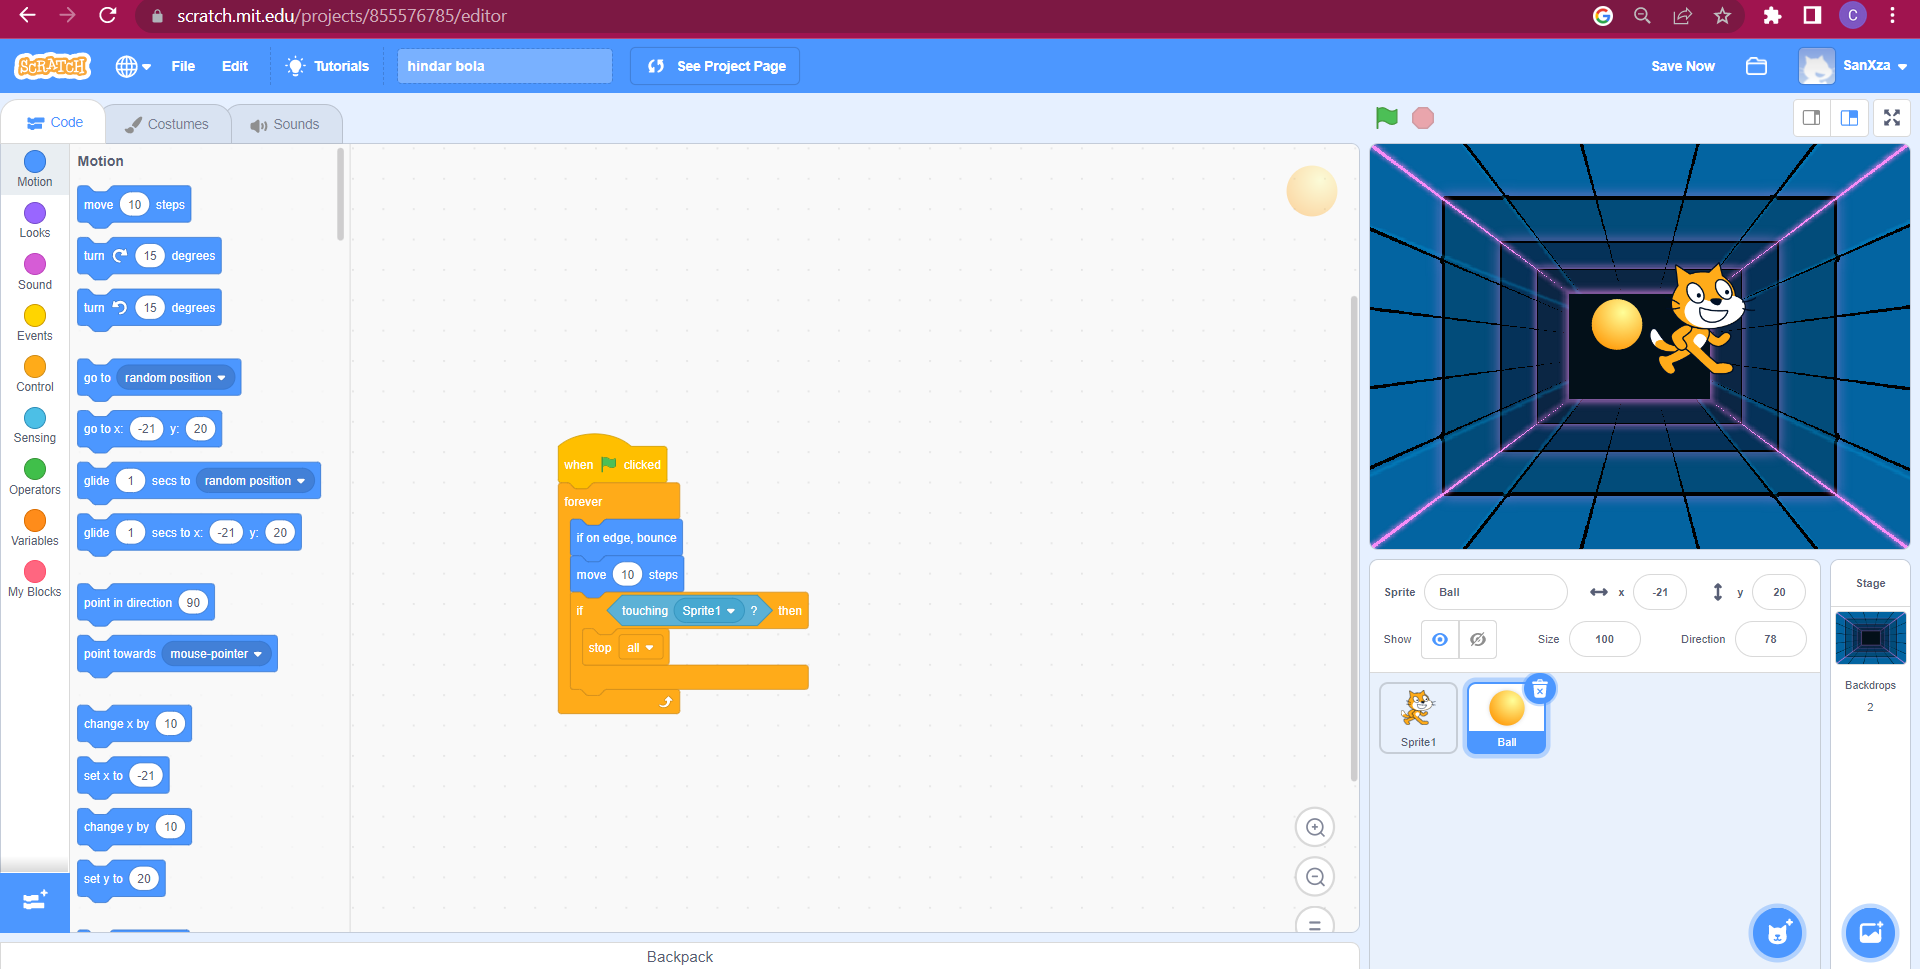 scratch.mit.edu/projects/855576785/editor
C
SCRATCH
File
Edit
Tutorials
hindar bola
See Project Page
Save Now
SanXza
Code
Costumes
Sounds
Motion
Looks
Sound
Events
Control
Sensing
Operators
Variables
My Blocks
Motion
move 10 steps
turn 15 degrees
turn 15 degrees
go to random position
go to x: -21 y: 20
glide 1 secs to random position
glide 1 secs to x: -21 y: 20
point in direction 90
point towards mouse-pointer
change x by 10
set x to -21
change y by 10
set y to 20
when clicked
forever
if on edge, bounce
move 10 steps
if touching Sprite1 ? then
stop all
Backpack
Sprite Ball x -21 y 20
Show Size 100 Direction 78
Sprite1
Ball
Stage
Backdrops
2